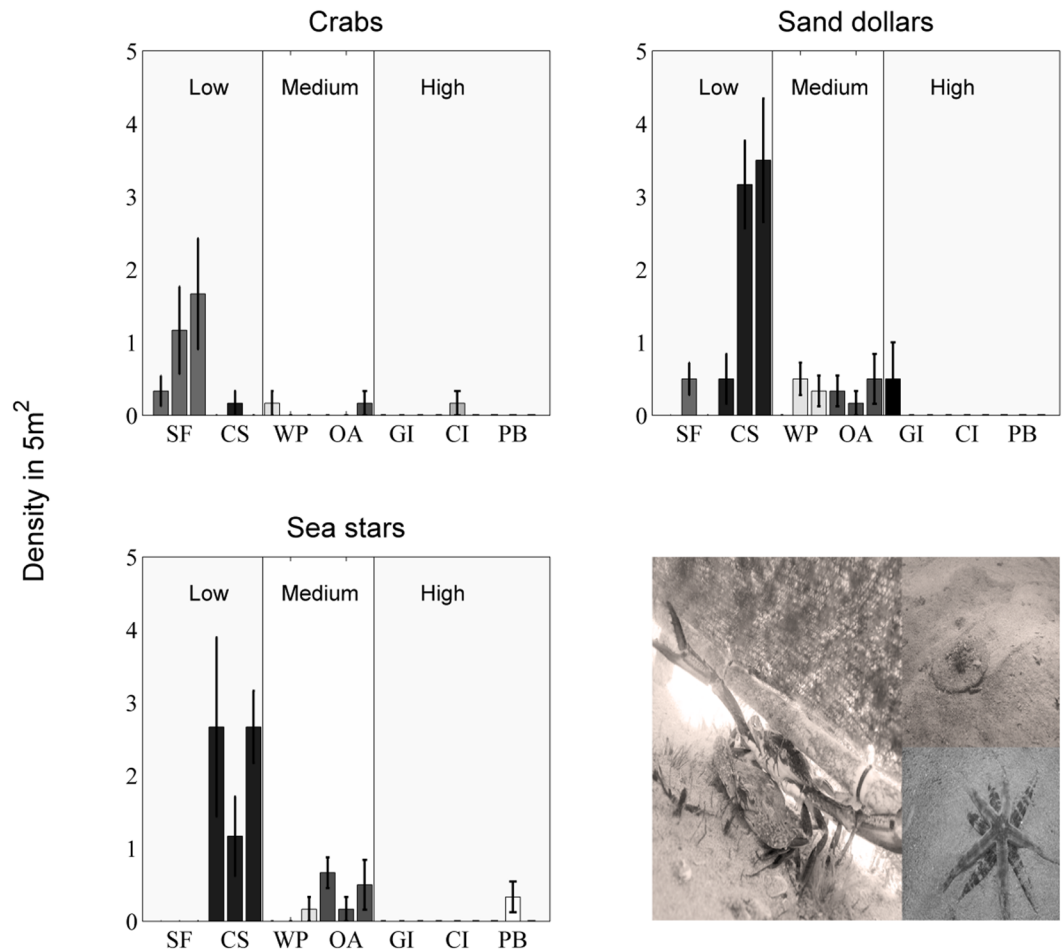 Crabs
5
4
3
2
1
0
Low Medium High
SF CS WP OA GI CI PB
Sand dollars
5
4
3
2
1
0
Low Medium High
SF CS WP OA GI CI PB
Density in 5m²
Sea stars
5
4
3
2
1
0
Low Medium High
SF CS WP OA GI CI PB